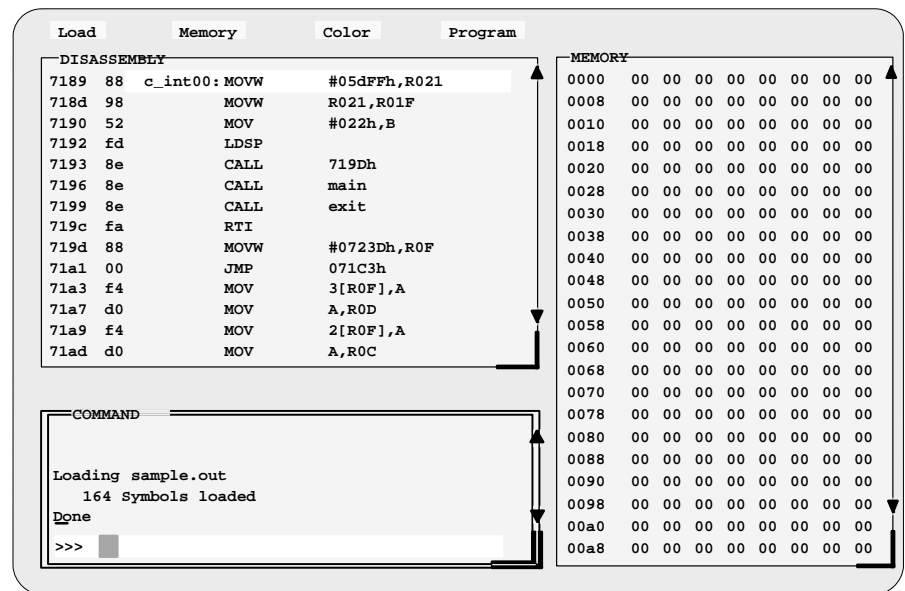 Load Memory Color Program
DISASSEMBLY
7189 88 c_int00: MOVW #05dFFh,R021
718d 98 MOVW R021,R01F
7190 52 MOV #022h,B
7192 fd LDSP
7193 8e CALL 719Dh
7196 8e CALL main
7199 8e CALL exit
719c fa RTI
719d 88 MOVW #0723Dh,R0F
71a1 00 JMP 071C3h
71a3 f4 MOV 3[R0F],A
71a7 d0 MOV A,R0D
71a9 f4 MOV 2[R0F],A
71ad d0 MOV A,R0C
COMMAND
Loading sample.out
164 Symbols loaded
Done
>>>
MEMORY
0000 00 00 00 00 00 00 00 00
0008 00 00 00 00 00 00 00 00
0010 00 00 00 00 00 00 00 00
0018 00 00 00 00 00 00 00 00
0020 00 00 00 00 00 00 00 00
0028 00 00 00 00 00 00 00 00
0030 00 00 00 00 00 00 00 00
0038 00 00 00 00 00 00 00 00
0040 00 00 00 00 00 00 00 00
0048 00 00 00 00 00 00 00 00
0050 00 00 00 00 00 00 00 00
0058 00 00 00 00 00 00 00 00
0060 00 00 00 00 00 00 00 00
0068 00 00 00 00 00 00 00 00
0070 00 00 00 00 00 00 00 00
0078 00 00 00 00 00 00 00 00
0080 00 00 00 00 00 00 00 00
0088 00 00 00 00 00 00 00 00
0090 00 00 00 00 00 00 00 00
0098 00 00 00 00 00 00 00 00
00a0 00 00 00 00 00 00 00 00
00a8 00 00 00 00 00 00 00 00